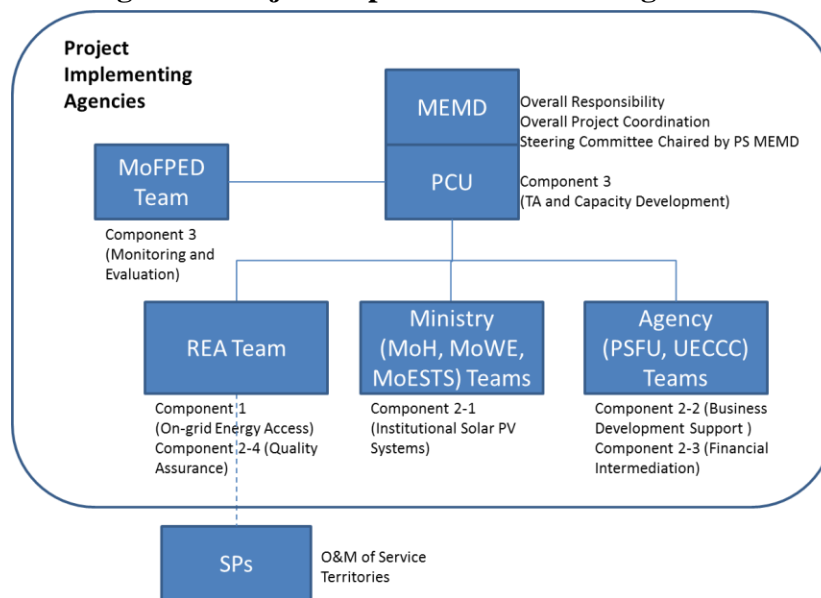 Project
Implementing
Agencies
MEMD
Overall Responsibility
Overall Project Coordination
Steering Committee Chaired by PS MEMD
MoFPED
Team
PCU
Component 3
(TA and Capacity Development)
Component 3
(Monitoring and
Evaluation)
REA Team
Ministry
(MoH, MoWE,
MoESTS) Teams
Agency
(PSFU, UECCC)
Teams
Component 1
(On-grid Energy Access)
Component 2-4 (Quality
Assurance)
Component 2-1
(Institutional Solar PV
Systems)
Component 2-2 (Business
Development Support )
Component 2-3 (Financial
Intermediation)
SPs
O&M of Service
Territories